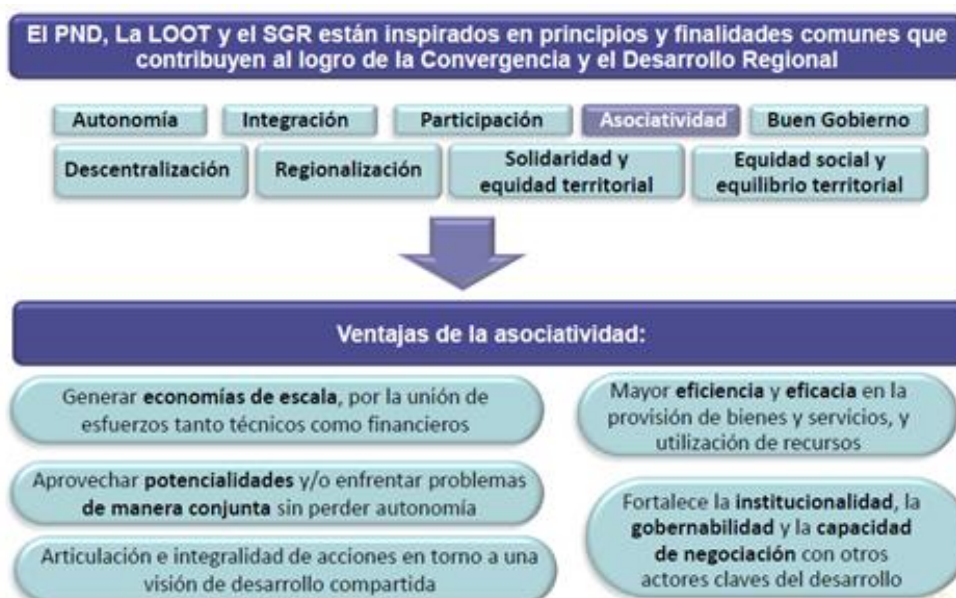 El PND, La LOOT y el SGR están inspirados en principios y finalidades comunes que
contribuyen al logro de la Convergencia y el Desarrollo Regional
Autonomía
Integración
Participación
Asociatividad
Buen Gobierno
Descentralización
Regionalización
Solidaridad y
equidad territorial
Equidad social y
equilibrio territorial
Ventajas de la asociatividad:
Generar economías de escala, por la unión de
esfuerzos tanto técnicos como financieros
Aprovechar potencialidades y/o enfrentar problemas
de manera conjunta sin perder autonomía
Articulación e integralidad de acciones en torno a una
visión de desarrollo compartida
Mayor eficiencia y eficacia en la
provisión de bienes y servicios, y
utilización de recursos
Fortalece la institucionalidad, la
gobernabilidad y la capacidad
de negociación con otros
actores claves del desarrollo